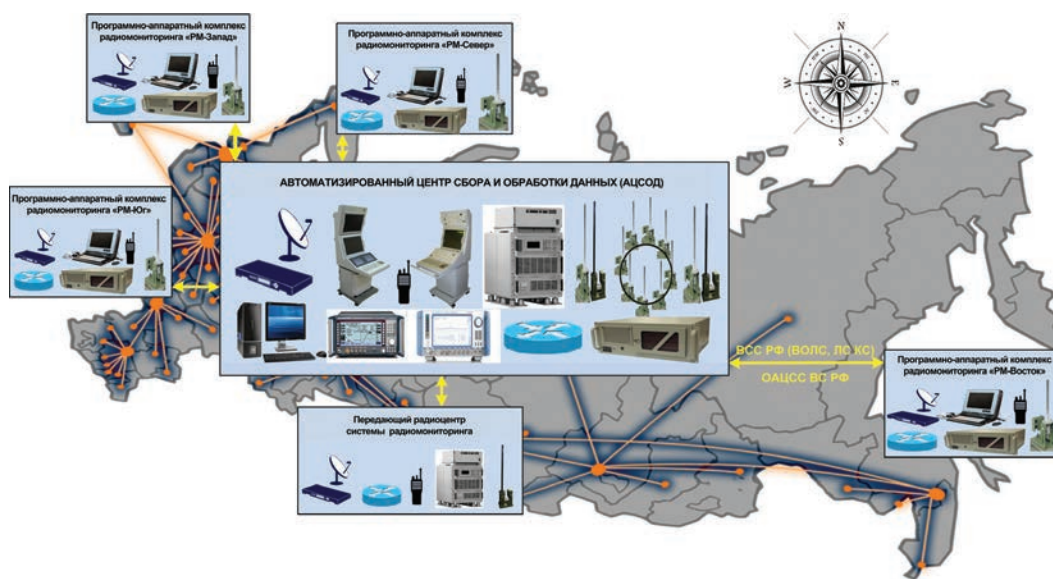 Программно-аппаратный комплекс
радиомониторинга «РМ-Запад»
Программно-аппаратный комплекс
радиомониторинга «РМ-Север»
N
W
E
S
АВТОМАТИЗИРОВАННЫЙ ЦЕНТР СБОРА И ОБРАБОТКИ ДАННЫХ (АЦСОД)
Программно-аппаратный комплекс
радиомониторинга «РМ-Юг»
ВСС РФ (ВОЛС, ЛС КС)
ОАЦСС ВС РФ
Программно-аппаратный комплекс
радиомониторинга «РМ-Восток»
Передающий радиоцентр
системы радиомониторинга